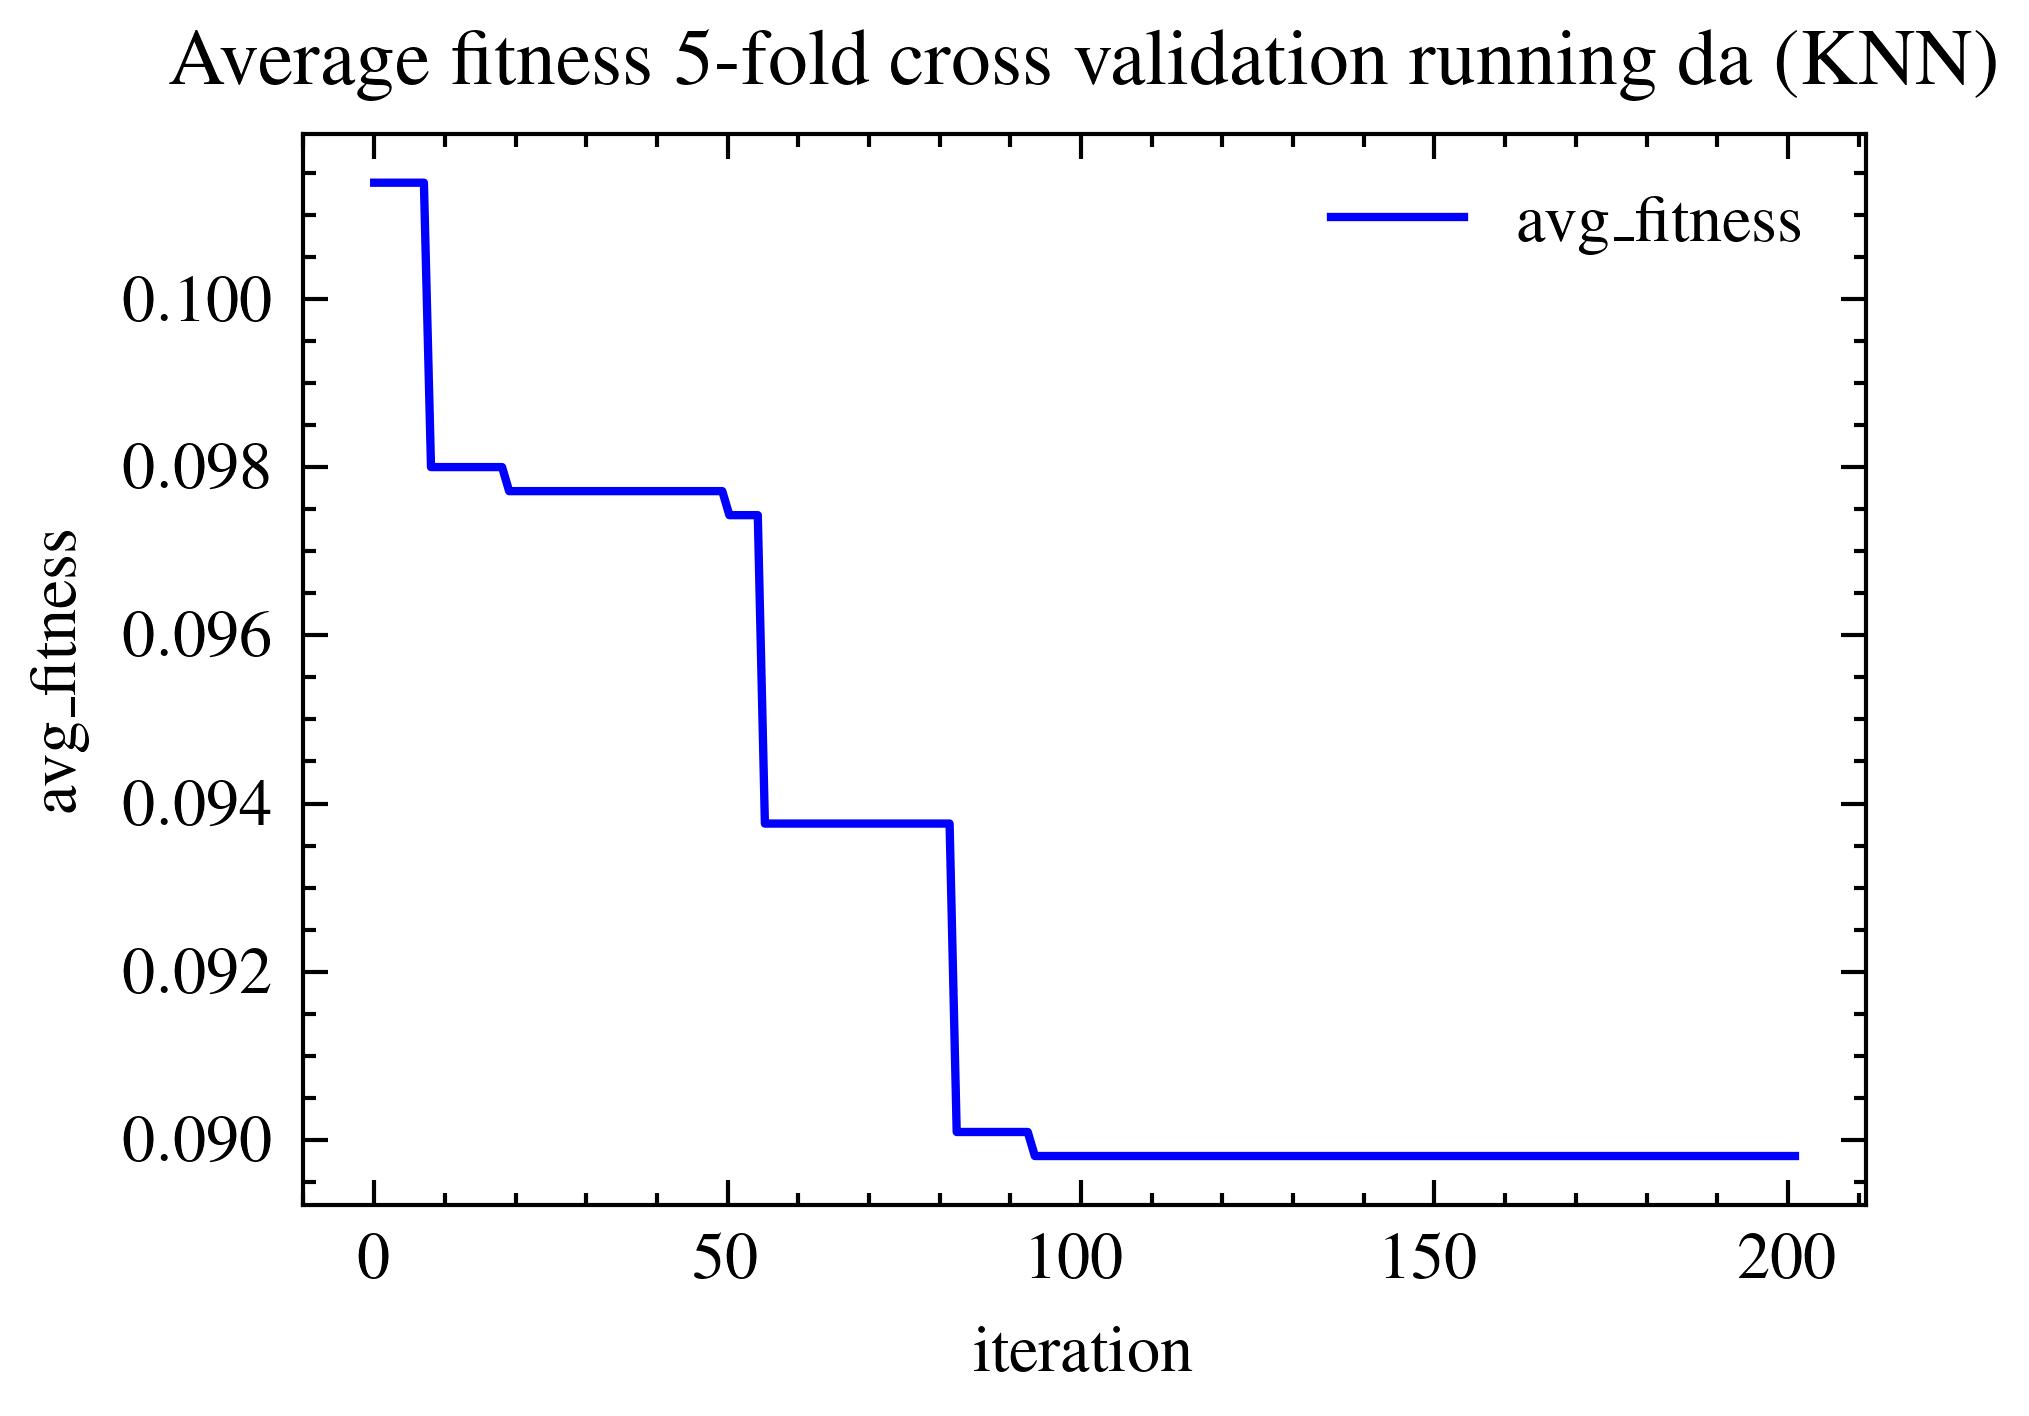 Average fitness 5-fold cross validation running da (KNN)
avg_fitness
0.100
0.098
0.096
0.094
0.092
0.090
avg_fitness
0 50 100 150 200
iteration